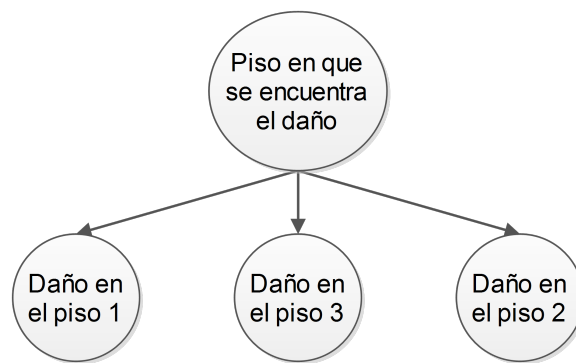 Piso en que
se encuentra
el daño
Daño en
el piso 1
Daño en
el piso 3
Daño en
el piso 2